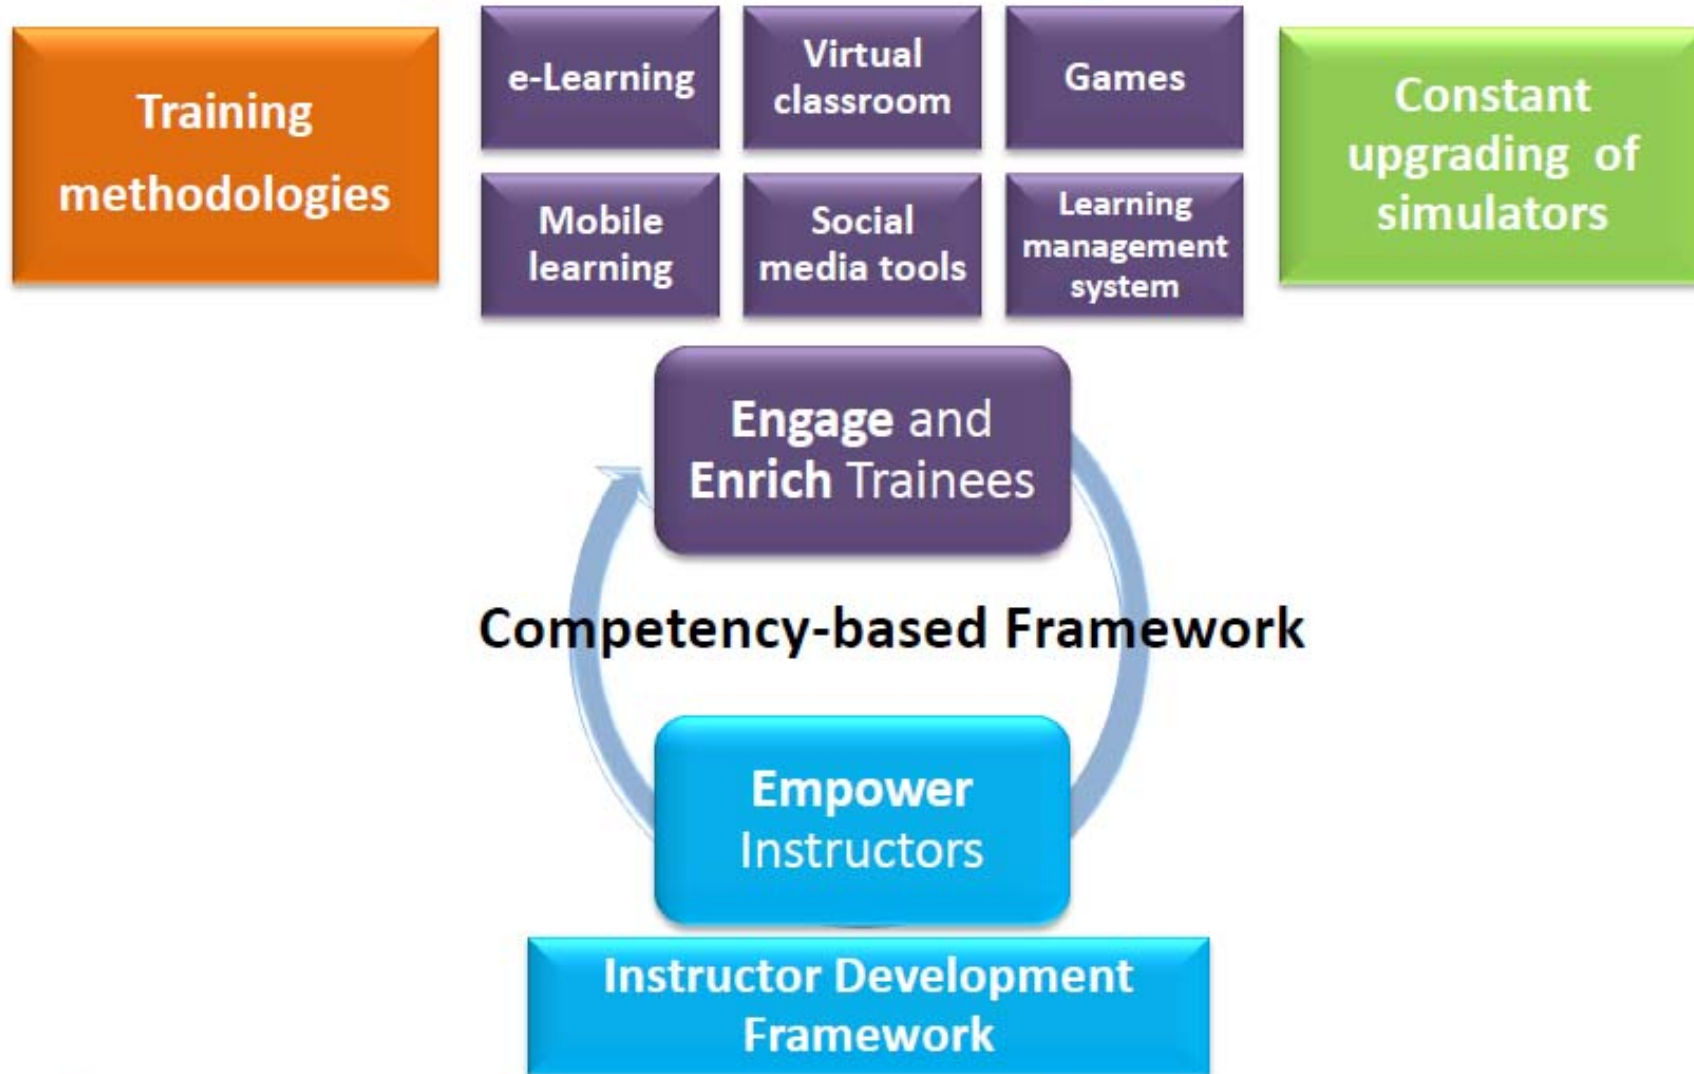 Training
methodologies
e-Learning
Virtual
classroom
Games
Mobile
learning
Social
media tools
Learning
management
system
Constant
upgrading of
simulators
Engage and
Enrich Trainees
Competency-based Framework
Empower
Instructors
Instructor Development
Framework